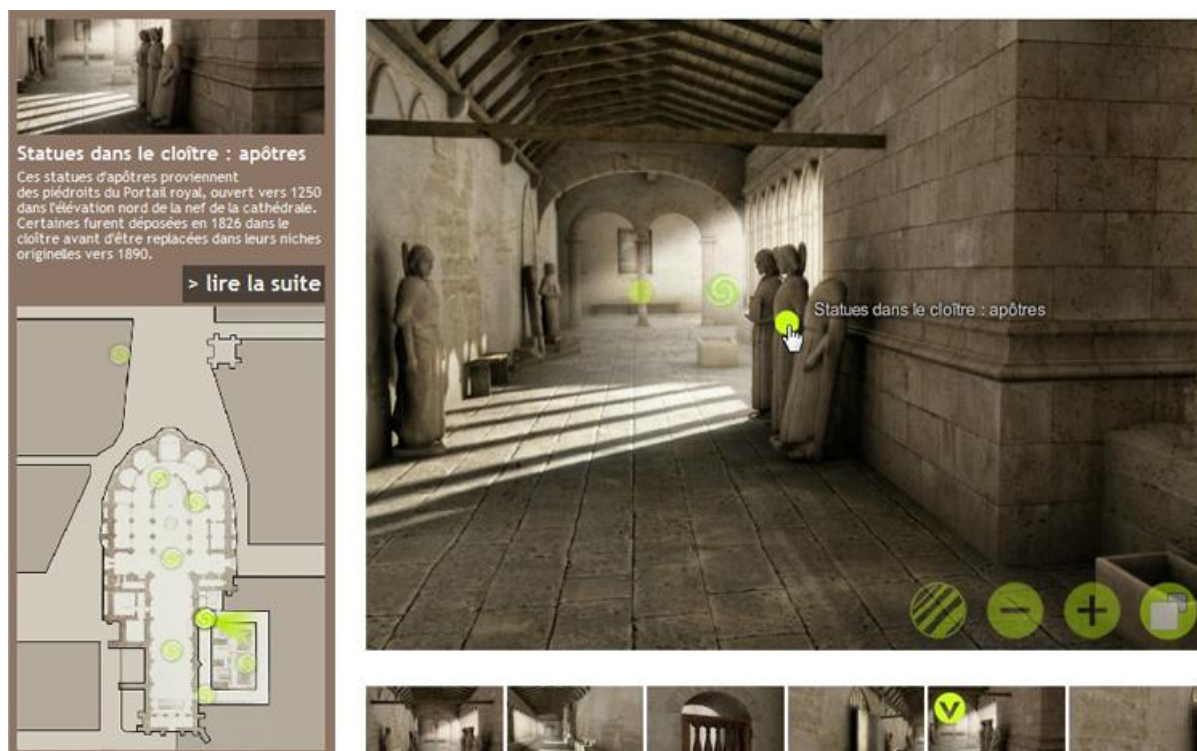 Statues dans le cloître : apôtres
Ces statues d'apôtres proviennent
des piédroits du Portail royal, ouvert vers 1250
dans l'élévation nord de la nef de la cathédrale.
Certaines furent déposées en 1826 dans le
cloître avant d'être replacées dans leurs niches
originelles vers 1890.
> lire la suite
Statues dans le cloître : apôtres